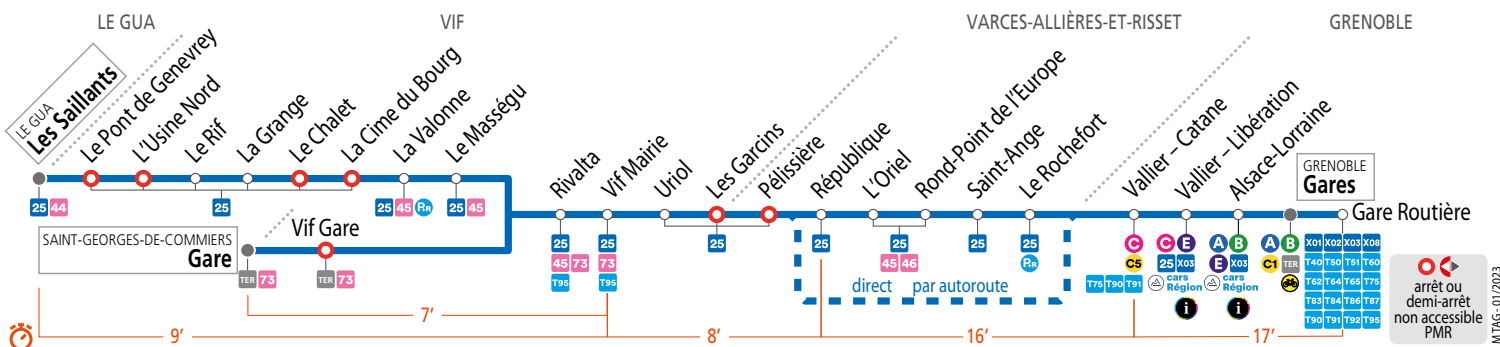 LE GUA
VIF
VARCES-ALLIÈRES-ET-RISSET
GRENOBLE
LE GUA
Les Saillants
Le Pont de Genevrey
L'Usine Nord
Le Rif
La Grange
Le Chalet
La Cime du Bourg
La Valonne
Le Masségu
Rivalta
Vif Mairie
Uriol
Les Garcins
Pélissière
République
L'Oriel
Rond-Point de l'Europe
Saint-Ange
Le Rochefort
Vallier – Catane
Vallier – Libération
Alsace-Lorraine
GRENOBLE
Gares
Gare Routière
25 44
25
25 45 P+R
25 45
SAINT-GEORGES-DE-COMMIERS
Gare
Vif Gare
TER 73
TER 73
25
45 73
T95
25
73
T95
25
25
45 46
25
25
P+R
direct par autoroute
C
C5
T75 T90 T91
C E
25 X03
cars
Région
i
A B
E X03
cars
Région
i
A B
C1 TER
X01 X02 X03 X08
T40 T50 T51 T60
T62 T64 T65 T75
T83 T84 T86 T87
T90 T91 T92 T95
arrêt ou
demi-arrêt
non accessible
PMR
9'
7'
8'
16'
17'
M TAG - 01/2023